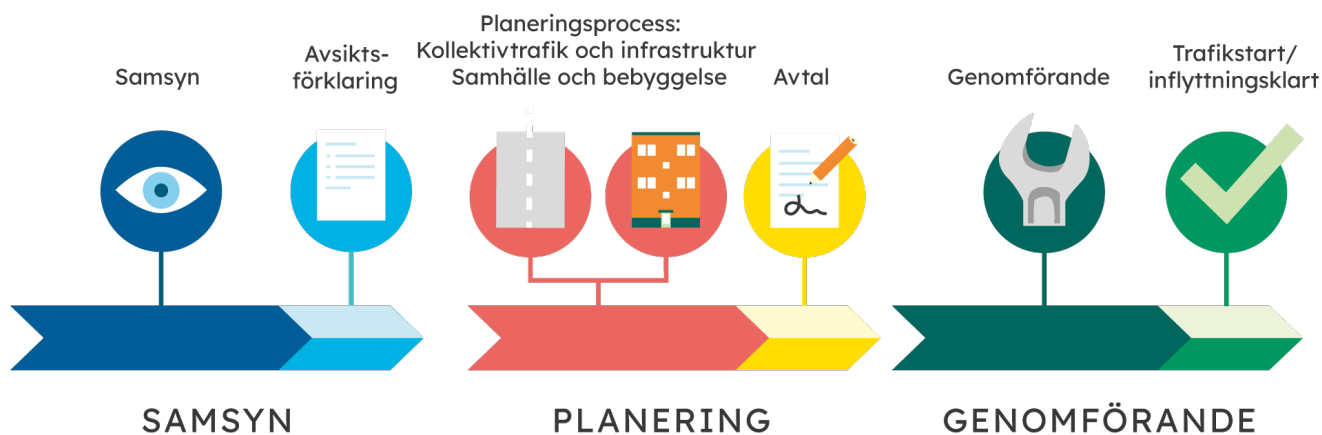 Samsyn
Avsikts-
förklaring
Planeringsprocess:
Kollektivtrafik och infrastruktur
Samhälle och bebyggelse
Avtal
Genomförande
Trafikstart/
inflyttningsklart
SAMSYN
PLANERING
GENOMFÖRANDE